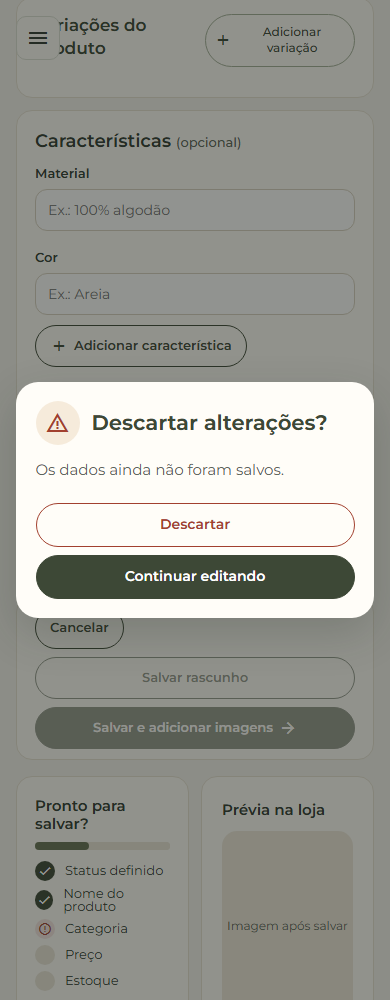 riações do
oduto
Adicionar
variação
Características (opcional)
Material
Ex.: 100% algodão
Cor
Ex.: Areia
Adicionar característica
Descartar alterações?
Os dados ainda não foram salvos.
Descartar
Continuar editando
Cancelar
Salvar rascunho
Salvar e adicionar imagens
Pronto para
salvar?
Status definido
Nome do
produto
Categoria
Preço
Estoque
Prévia na loja
Imagem após salvar